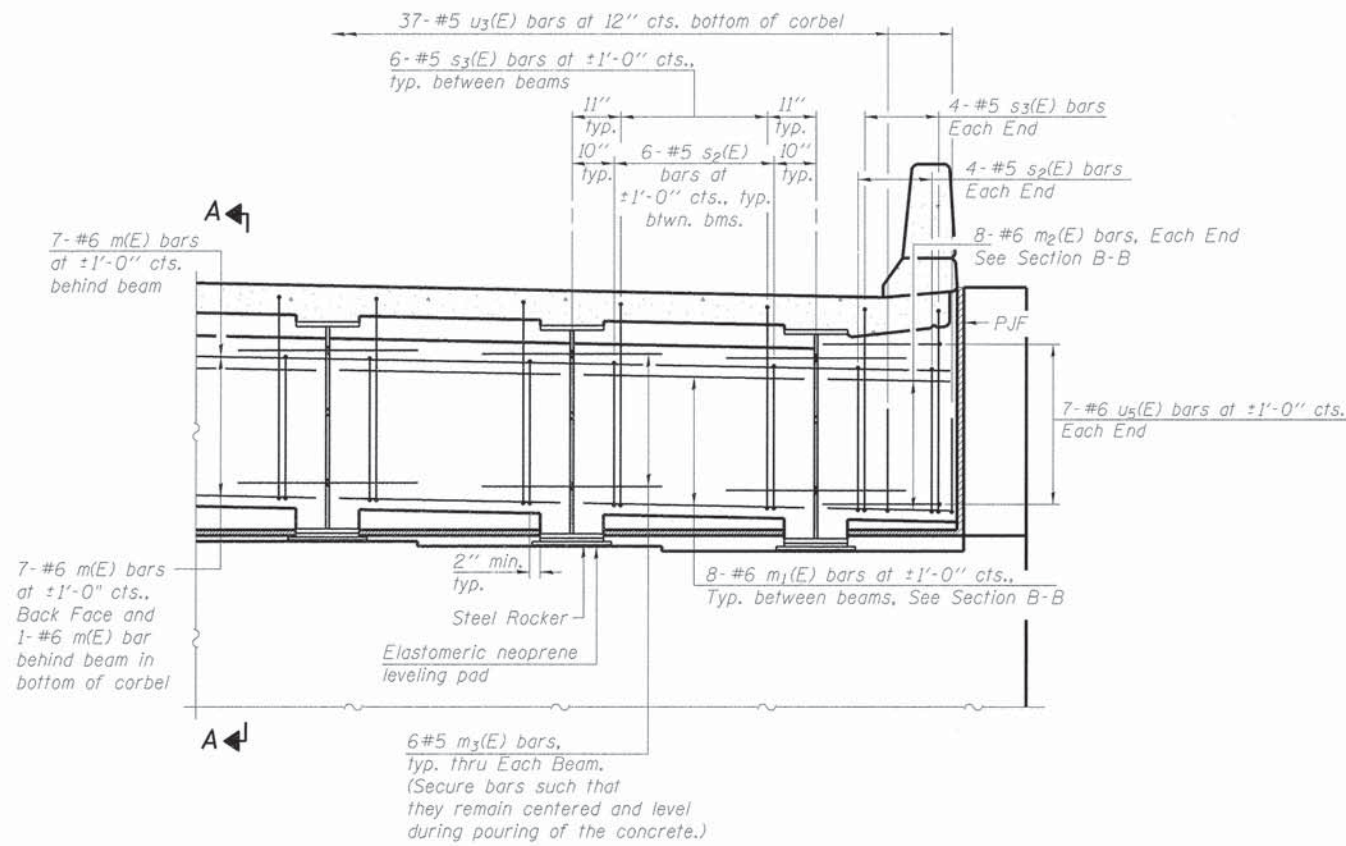 37- #5 u3(E) bars at 12'' cts. bottom of corbel
6- #5 s3(E) bars at ±1'-0'' cts.,
typ. between beams
11''
typ.
11''
typ.
4- #5 s3(E) bars
Each End
10''
typ.
6- #5 s2(E)
bars at
±1'-0'' cts., typ.
btwn. bms.
10''
typ.
4- #5 s2(E) bars
Each End
A
7- #6 m(E) bars
at ±1'-0'' cts.
behind beam
8- #6 m2(E) bars, Each End
See Section B-B
PJF
7- #6 u5(E) bars at ±1'-0'' cts.
Each End
7- #6 m(E) bars
at ±1'-0" cts.,
Back Face and
1- #6 m(E) bar
behind beam in
bottom of corbel
2'' min.
typ.
8- #6 m1(E) bars at ±1'-0'' cts.,
Typ. between beams, See Section B-B
Steel Rocker
Elastomeric neoprene
leveling pad
A
6#5 m3(E) bars,
typ. thru Each Beam.
(Secure bars such that
they remain centered and level
during pouring of the concrete.)